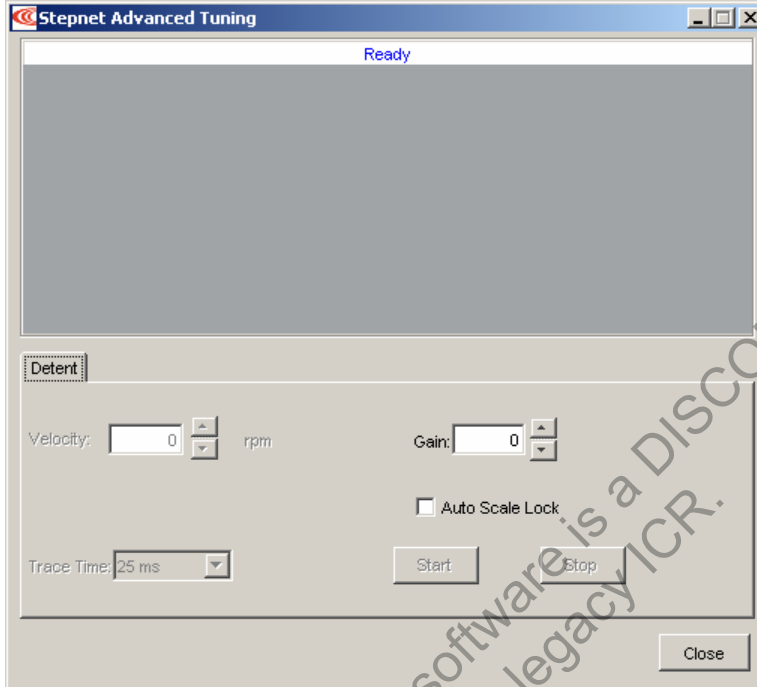 Stepnet Advanced Tuning
Ready
Detent
Velocity: 0 rpm
Gain: 0
Auto Scale Lock
Trace Time: 25 ms
Start
Stop
Close
software is a DISCO
legacy ICR.